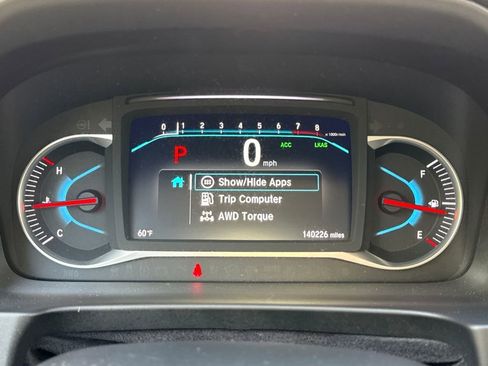 0 1 2 3 4 5 6 7 8 x 1000r/min
P 0 mph
ACC LKAS
H
C
Show/Hide Apps
Trip Computer
AWD Torque
60°F 140226 miles
F
E